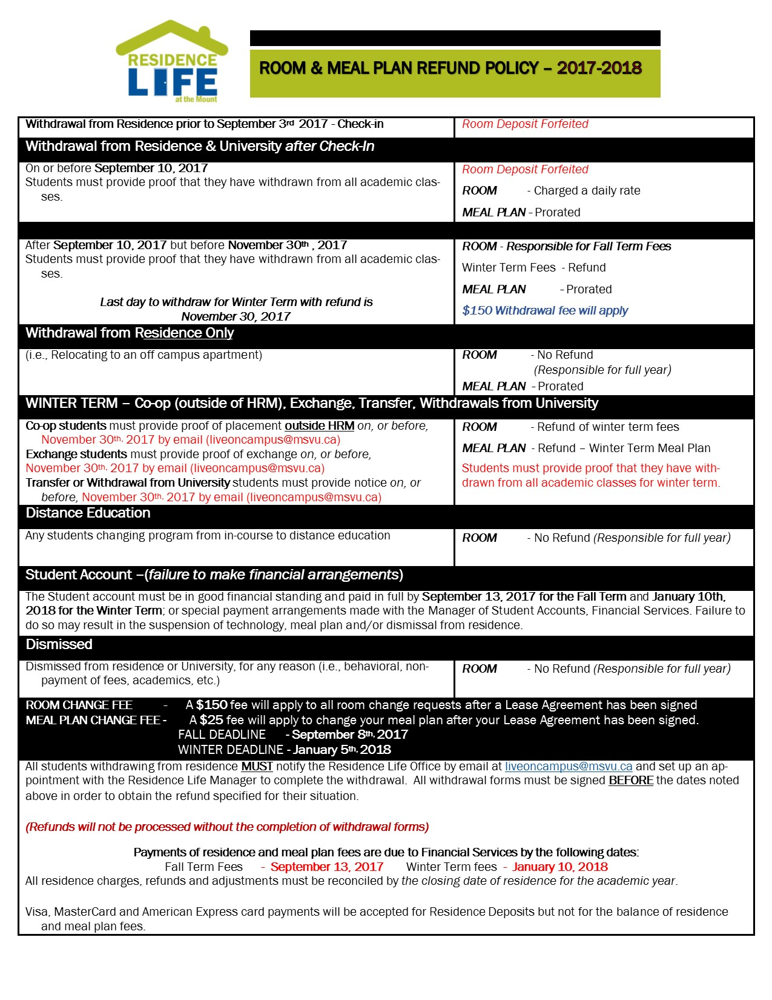 RESIDENCE
LIFE
at the Mount
ROOM & MEAL PLAN REFUND POLICY – 2017-2018
Withdrawal from Residence prior to September 3rd 2017 - Check-in
Room Deposit Forfeited
Withdrawal from Residence & University after Check-In
On or before September 10, 2017
Students must provide proof that they have withdrawn from all academic clas-
ses.
Room Deposit Forfeited
ROOM - Charged a daily rate
MEAL PLAN - Prorated
After September 10, 2017 but before November 30th , 2017
Students must provide proof that they have withdrawn from all academic clas-
ses.
Last day to withdraw for Winter Term with refund is
November 30, 2017
ROOM - Responsible for Fall Term Fees
Winter Term Fees - Refund
MEAL PLAN - Prorated
$150 Withdrawal fee will apply
Withdrawal from Residence Only
(i.e., Relocating to an off campus apartment)
ROOM - No Refund
(Responsible for full year)
MEAL PLAN - Prorated
WINTER TERM – Co-op (outside of HRM), Exchange, Transfer, Withdrawals from University
Co-op students must provide proof of placement outside HRM on, or before,
November 30th, 2017 by email (liveoncampus@msvu.ca)
Exchange students must provide proof of exchange on, or before,
November 30th, 2017 by email (liveoncampus@msvu.ca)
Transfer or Withdrawal from University students must provide notice on, or
before, November 30th, 2017 by email (liveoncampus@msvu.ca)
ROOM - Refund of winter term fees
MEAL PLAN - Refund – Winter Term Meal Plan
Students must provide proof that they have with-
drawn from all academic classes for winter term.
Distance Education
Any students changing program from in-course to distance education
ROOM - No Refund (Responsible for full year)
Student Account –(failure to make financial arrangements)
The Student account must be in good financial standing and paid in full by September 13, 2017 for the Fall Term and January 10th,
2018 for the Winter Term; or special payment arrangements made with the Manager of Student Accounts, Financial Services. Failure to
do so may result in the suspension of technology, meal plan and/or dismissal from residence.
Dismissed
Dismissed from residence or University, for any reason (i.e., behavioral, non-
payment of fees, academics, etc.)
ROOM - No Refund (Responsible for full year)
ROOM CHANGE FEE - A $150 fee will apply to all room change requests after a Lease Agreement has been signed
MEAL PLAN CHANGE FEE - A $25 fee will apply to change your meal plan after your Lease Agreement has been signed.
FALL DEADLINE - September 8th, 2017
WINTER DEADLINE - January 5th, 2018
All students withdrawing from residence MUST notify the Residence Life Office by email at liveoncampus@msvu.ca and set up an ap-
pointment with the Residence Life Manager to complete the withdrawal. All withdrawal forms must be signed BEFORE the dates noted
above in order to obtain the refund specified for their situation.
(Refunds will not be processed without the completion of withdrawal forms)
Payments of residence and meal plan fees are due to Financial Services by the following dates:
Fall Term Fees - September 13, 2017 Winter Term fees - January 10, 2018
All residence charges, refunds and adjustments must be reconciled by the closing date of residence for the academic year.
Visa, MasterCard and American Express card payments will be accepted for Residence Deposits but not for the balance of residence
and meal plan fees.